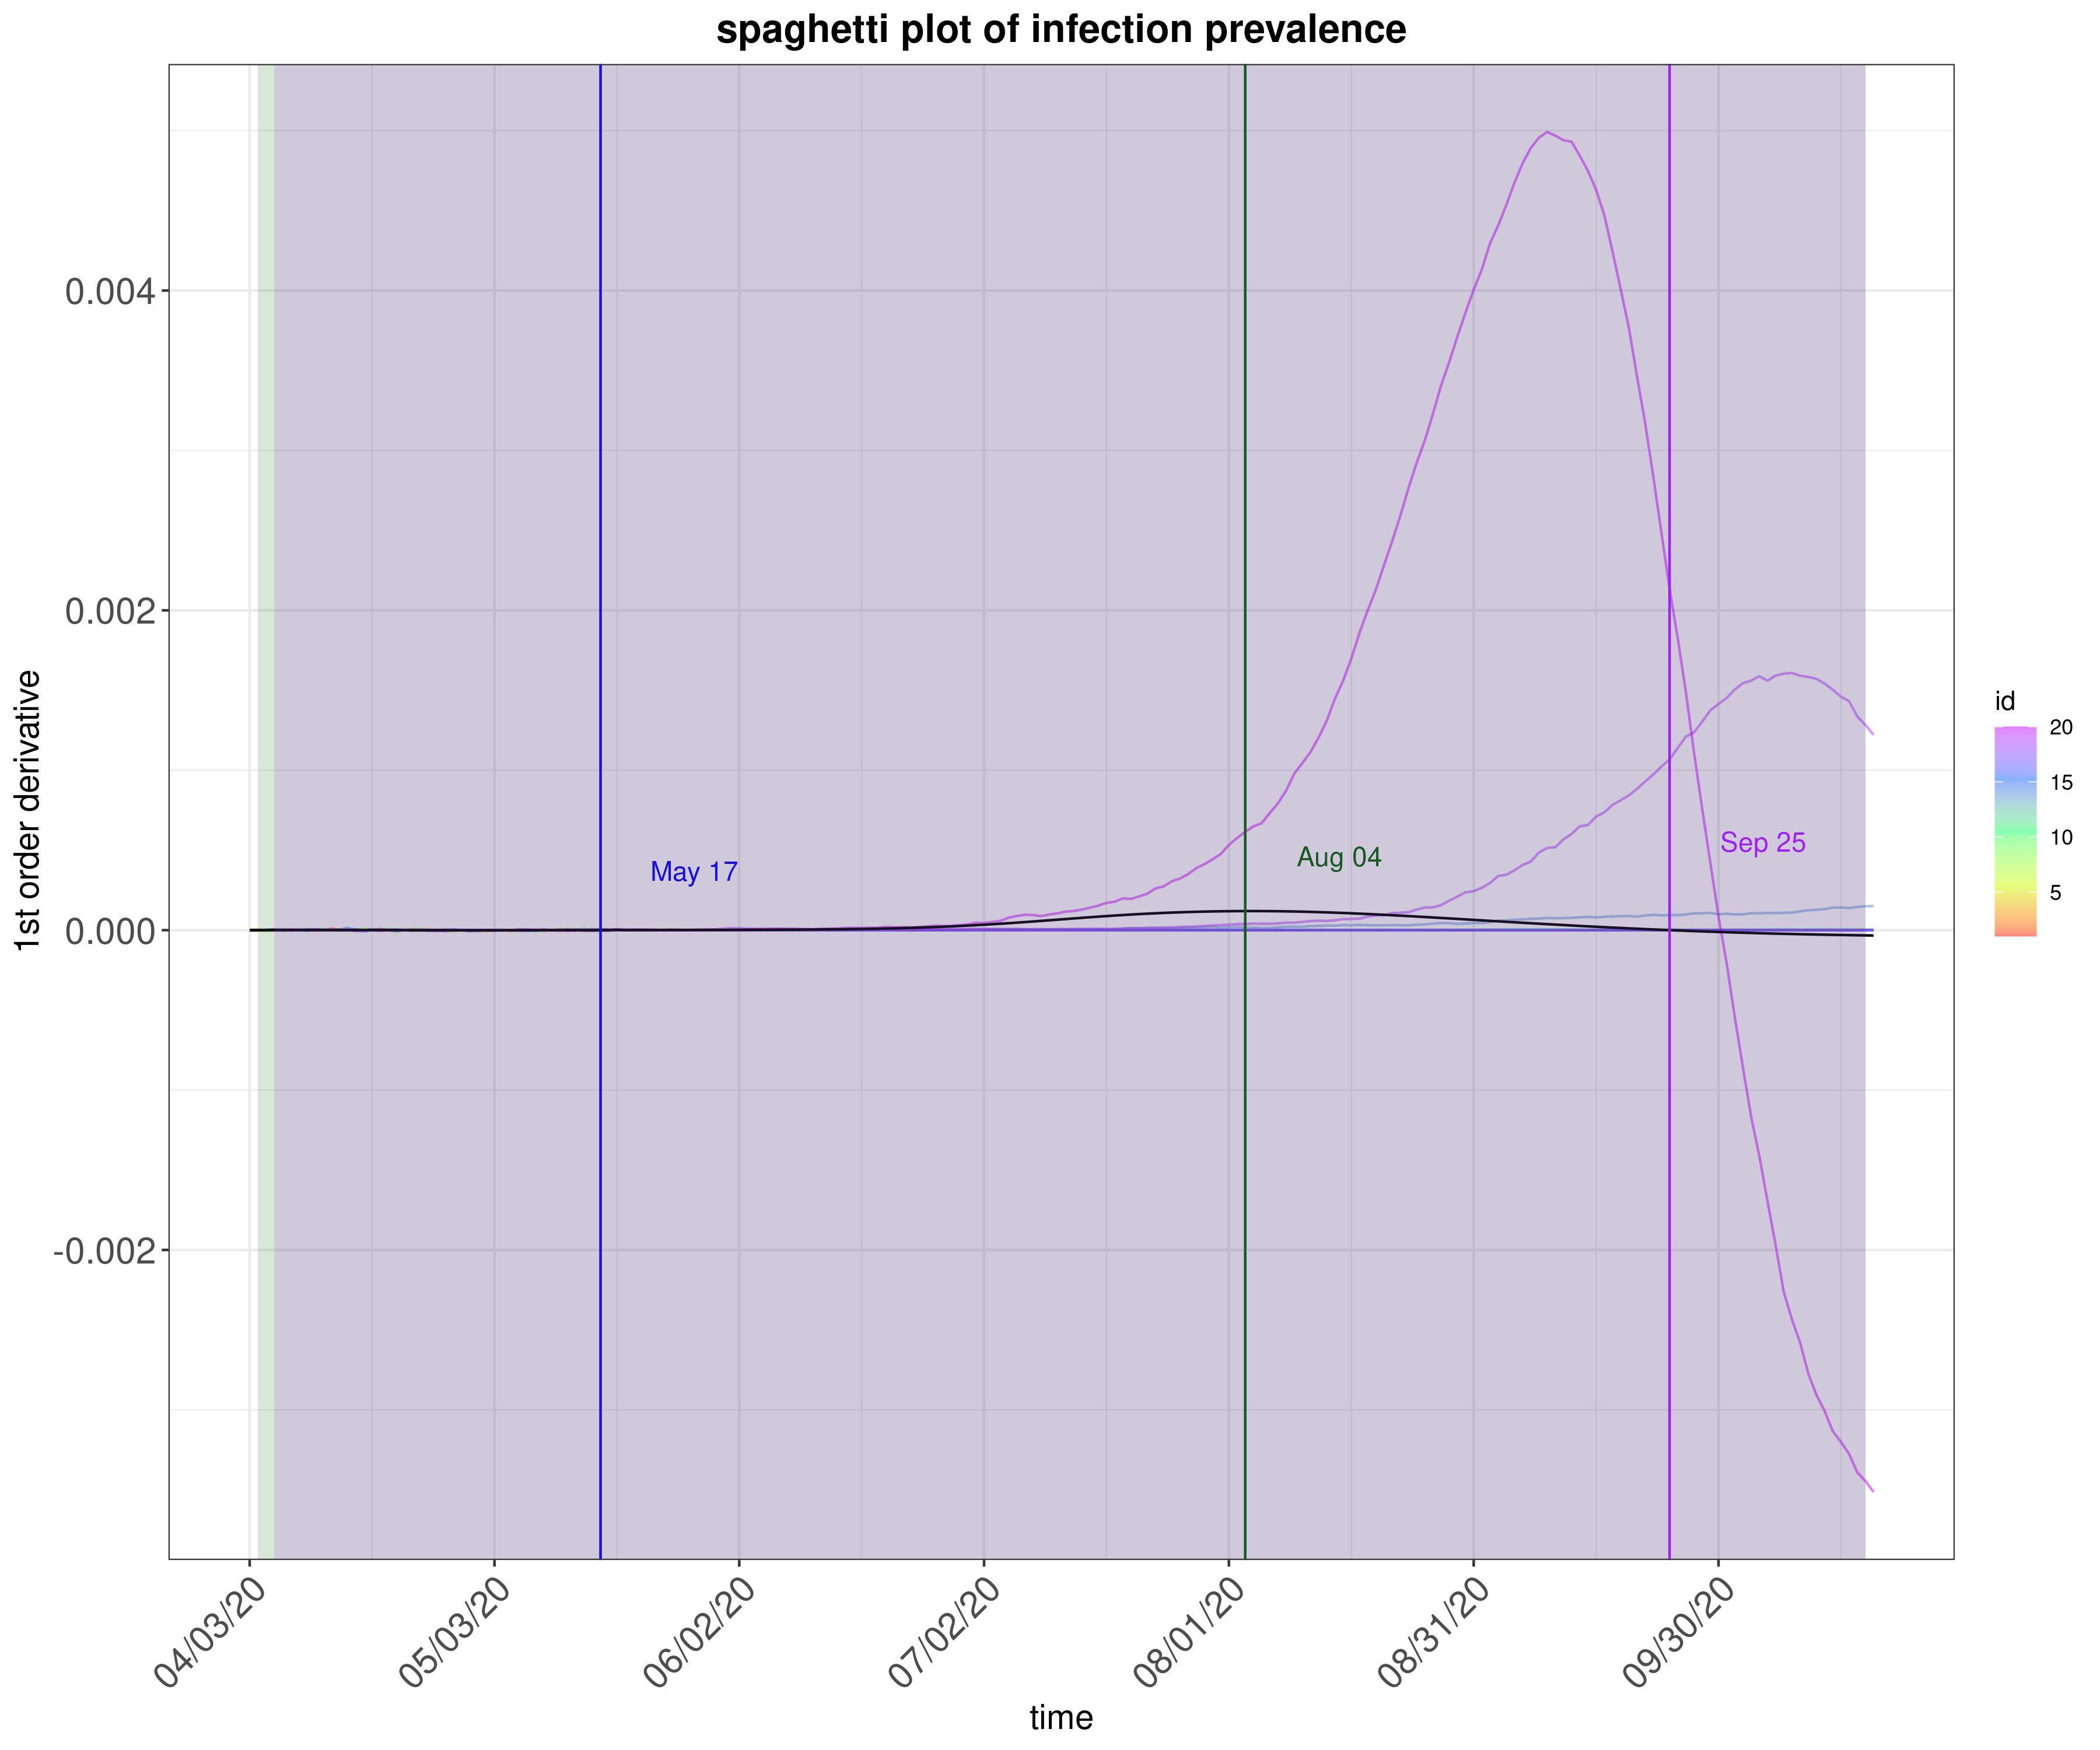 spaghetti plot of infection prevalence
1st order derivative
0.004
0.002
0.000
-0.002
May 17
Aug 04
Sep 25
04/03/20
05/03/20
06/02/20
07/02/20
08/01/20
08/31/20
09/30/20
time
id
20
15
10
5